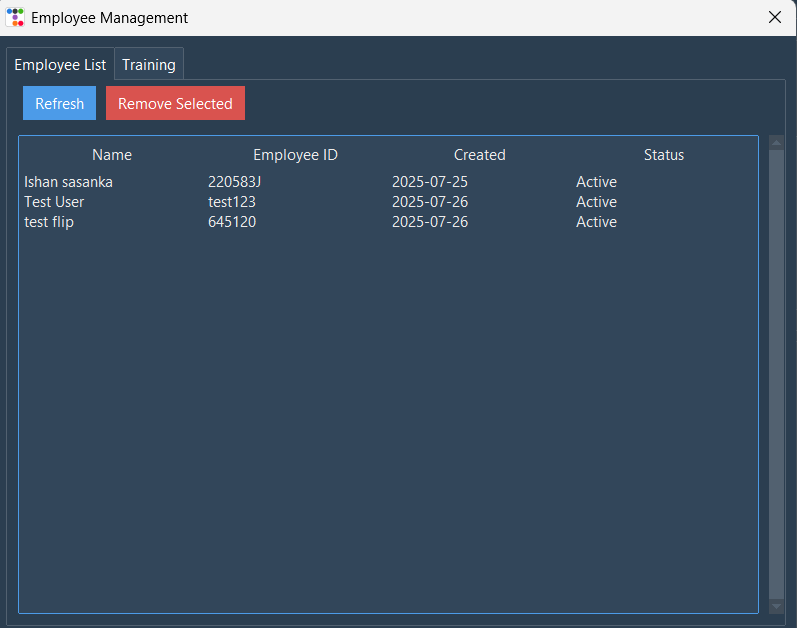 Employee Management
Employee List Training
Refresh Remove Selected
Name Employee ID Created Status
Ishan sasanka 220583J 2025-07-25 Active
Test User test123 2025-07-26 Active
test flip 645120 2025-07-26 Active